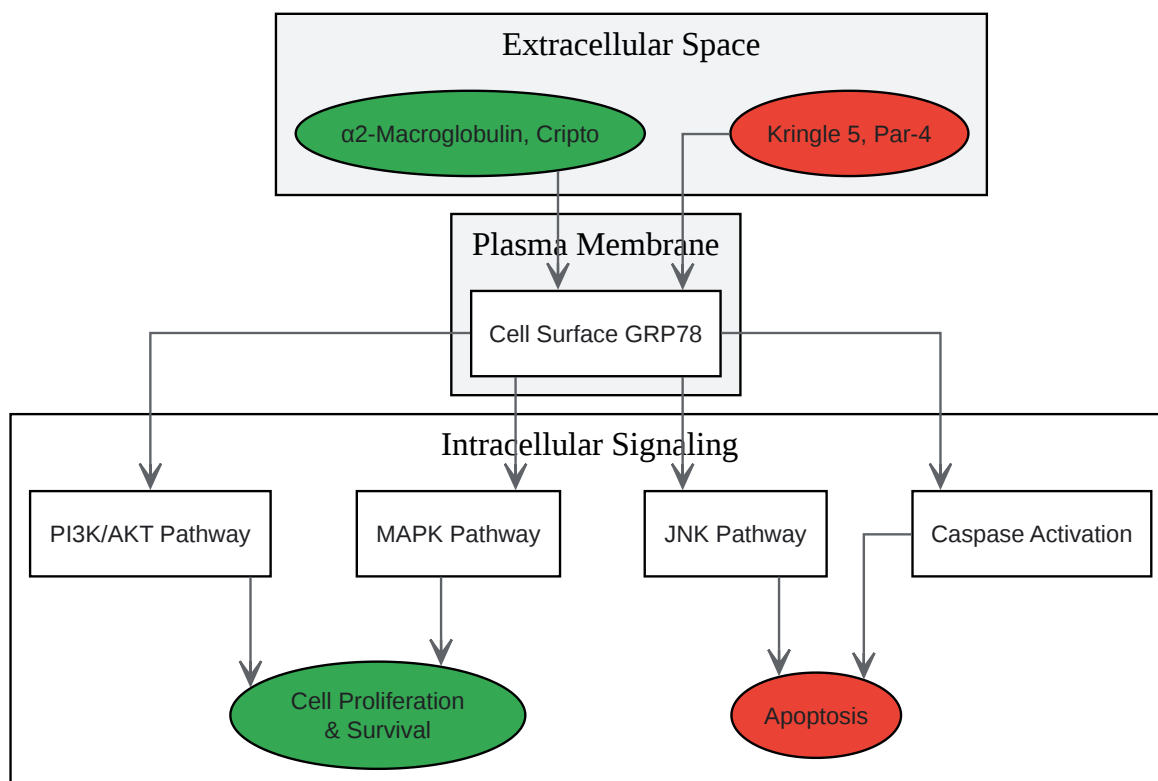 Extracellular Space
α2-Macroglobulin, Cripto
Kringle 5, Par-4
Plasma Membrane
Cell Surface GRP78
Intracellular Signaling
PI3K/AKT Pathway
MAPK Pathway
JNK Pathway
Caspase Activation
Cell Proliferation
& Survival
Apoptosis